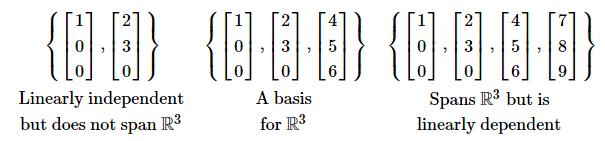 {[1 0 0], [2 3 0]}
{[1 0 0], [2 3 0], [4 5 6]}
{[1 0 0], [2 3 0], [4 5 6], [7 8 9]}
Linearly independent
but does not span ℝ³
A basis
for ℝ³
Spans ℝ³ but is
linearly dependent